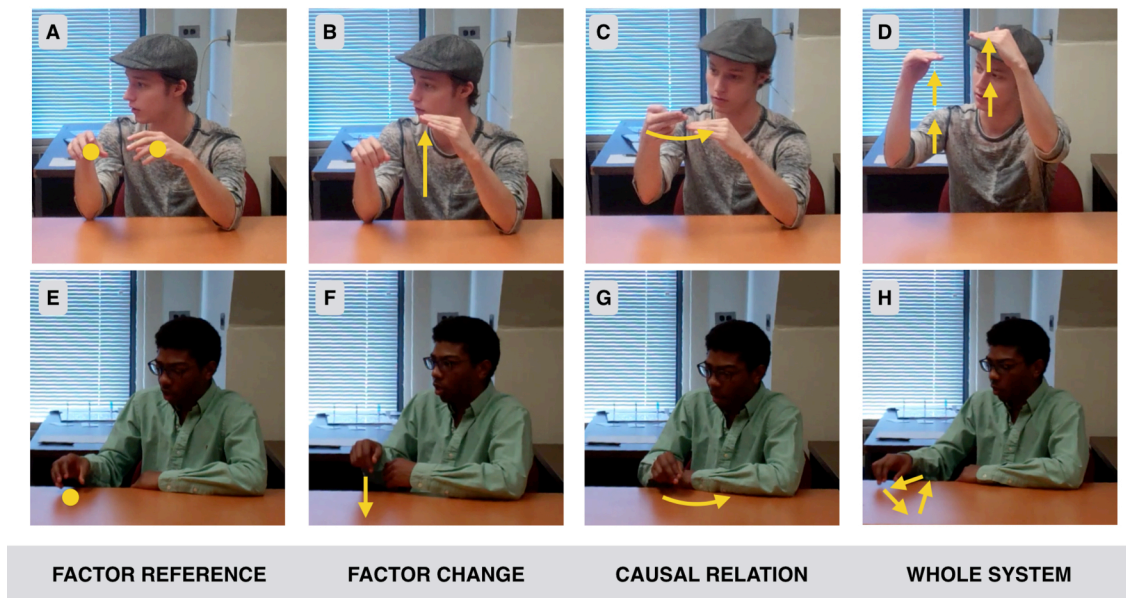 A
B
C
D
E
F
G
H
FACTOR REFERENCE
FACTOR CHANGE
CAUSAL RELATION
WHOLE SYSTEM